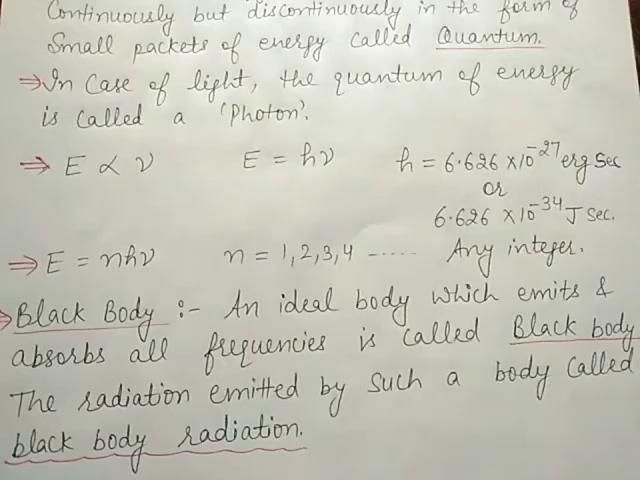 Continuously but discontinuously in the form of
Small packets of energy called Quantum.
⇒ In Case of light, the quantum of energy
is called a 'Photon'.
⇒ E ∝ ν E = hν h = 6.626 × 10⁻²⁷ erg Sec
or
6.626 × 10⁻³⁴ J Sec.
⇒ E = nhν n = 1, 2, 3, 4 ...... Any integer.
⇒ Black Body :- An ideal body which emits &
absorbs all frequencies is called Black body
The radiation emitted by such a body called
black body radiation.